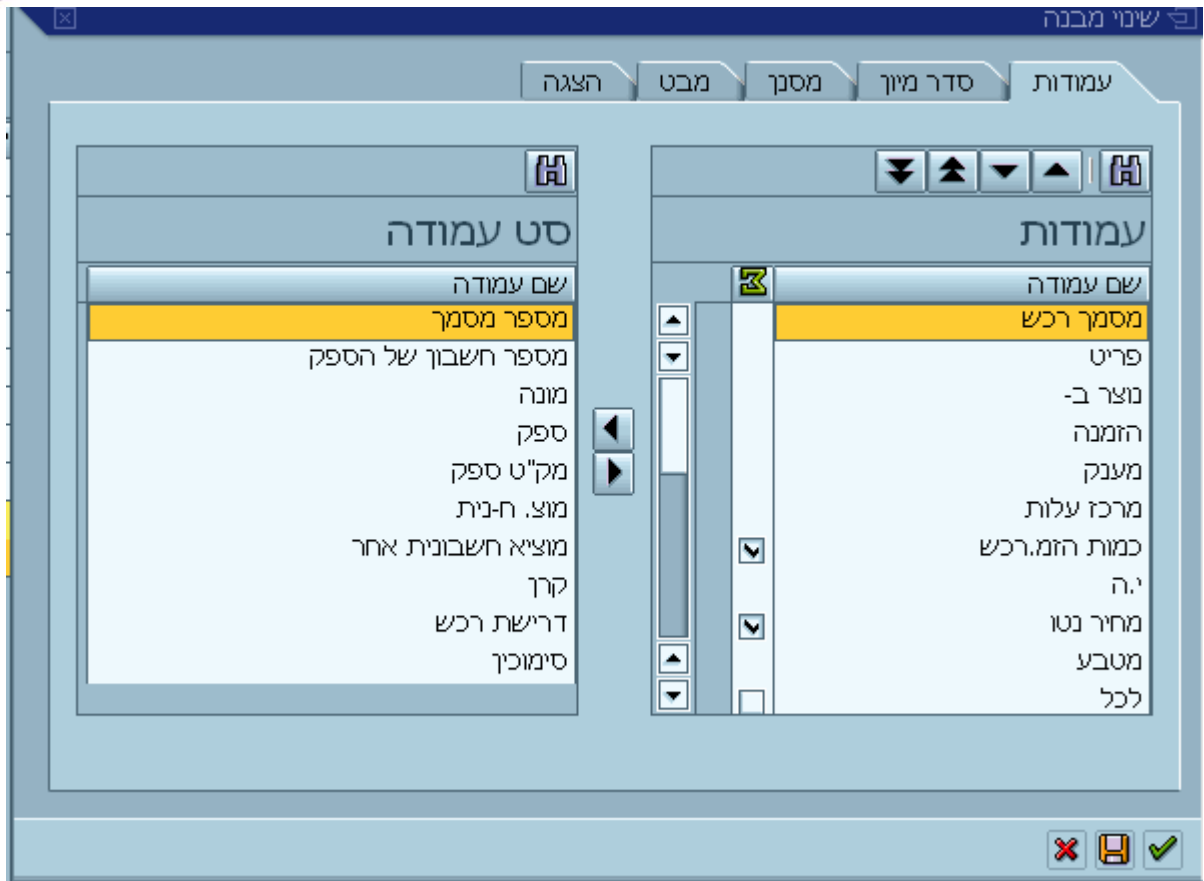 שינוי מבנה
עמודות
סדר מיון
מסנן
מבט
הצגה
עמודות
שם עמודה
מסמך רכש
פריט
נוצר ב-
הזמנה
מענק
מרכז עלות
כמות הזמ.רכש
י.ה
מחיר נטו
מטבע
לכל
סט עמודה
שם עמודה
מספר מסמך
מספר חשבון של הספק
מונה
ספק
מק"ט ספק
מוצ. ח-נית
מוציא חשבונית אחר
קרן
דרישת רכש
סימוכין